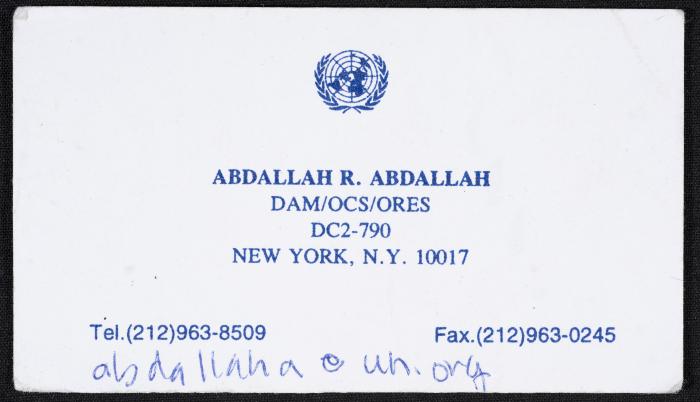 ABDALLAH R. ABDALLAH
DAM/OCS/ORES
DC2-790
NEW YORK, N.Y. 10017
Tel.(212)963-8509 Fax.(212)963-0245
abdallaha@un.org